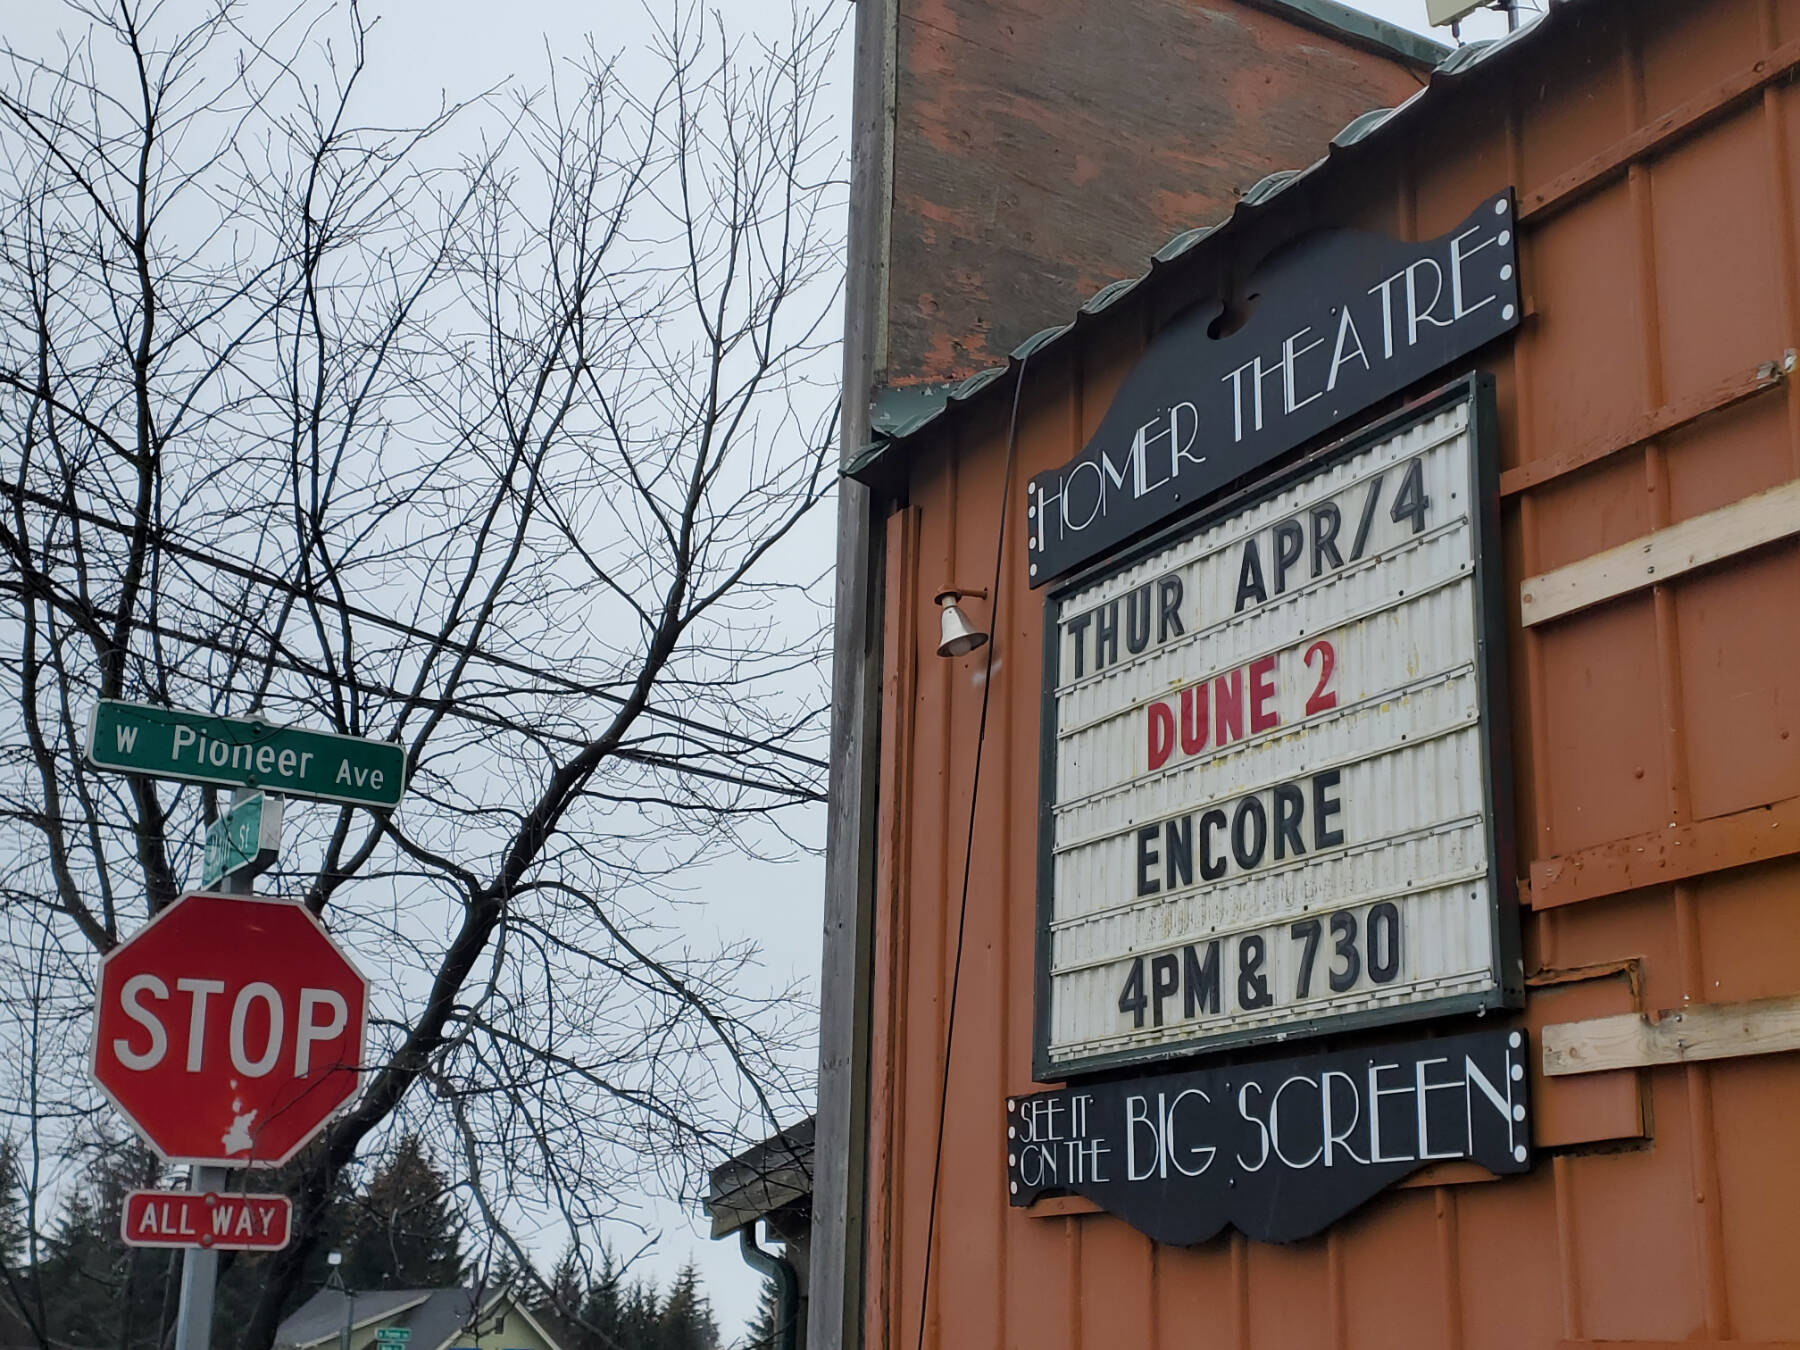 HOMER THEATRE
THUR APR/4
DUNE 2
ENCORE
4PM & 730
SEE IT
ON THE BIG SCREEN
W Pioneer Ave
St
STOP
ALL WAY